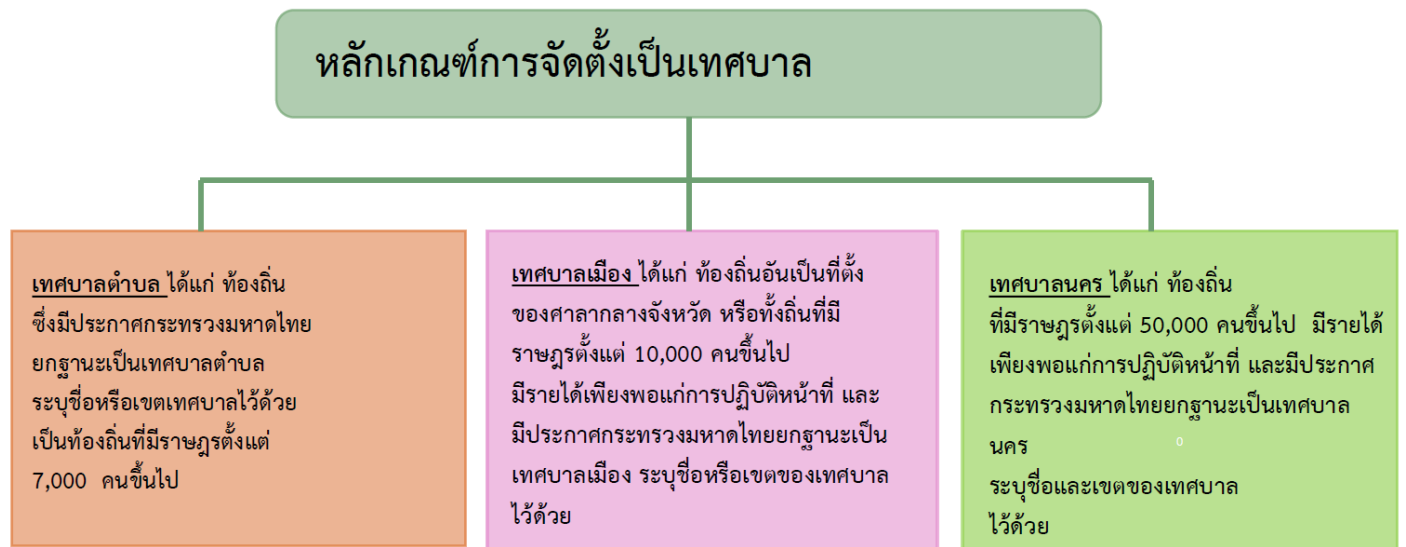 หลักเกณฑ์การจัดตั้งเป็นเทศบาล
เทศบาลตำบล ได้แก่ ท้องถิ่น
ซึ่งมีประกาศกระทรวงมหาดไทย
ยกฐานะเป็นเทศบาลตำบล
ระบุชื่อหรือเขตเทศบาลไว้ด้วย
เป็นท้องถิ่นที่มีราษฎรตั้งแต่
7,000 คนขึ้นไป
เทศบาลเมือง ได้แก่ ท้องถิ่นอันเป็นที่ตั้ง
ของศาลากลางจังหวัด หรือทั้งถิ่นที่มี
ราษฎรตั้งแต่ 10,000 คนขึ้นไป
มีรายได้เพียงพอแก่การปฏิบัติหน้าที่ และ
มีประกาศกระทรวงมหาดไทยยกฐานะเป็น
เทศบาลเมือง ระบุชื่อหรือเขตของเทศบาล
ไว้ด้วย
เทศบาลนคร ได้แก่ ท้องถิ่น
ที่มีราษฎรตั้งแต่ 50,000 คนขึ้นไป มีรายได้
เพียงพอแก่การปฏิบัติหน้าที่ และมีประกาศ
กระทรวงมหาดไทยยกฐานะเป็นเทศบาล
นคร
0
ระบุชื่อและเขตของเทศบาล
ไว้ด้วย